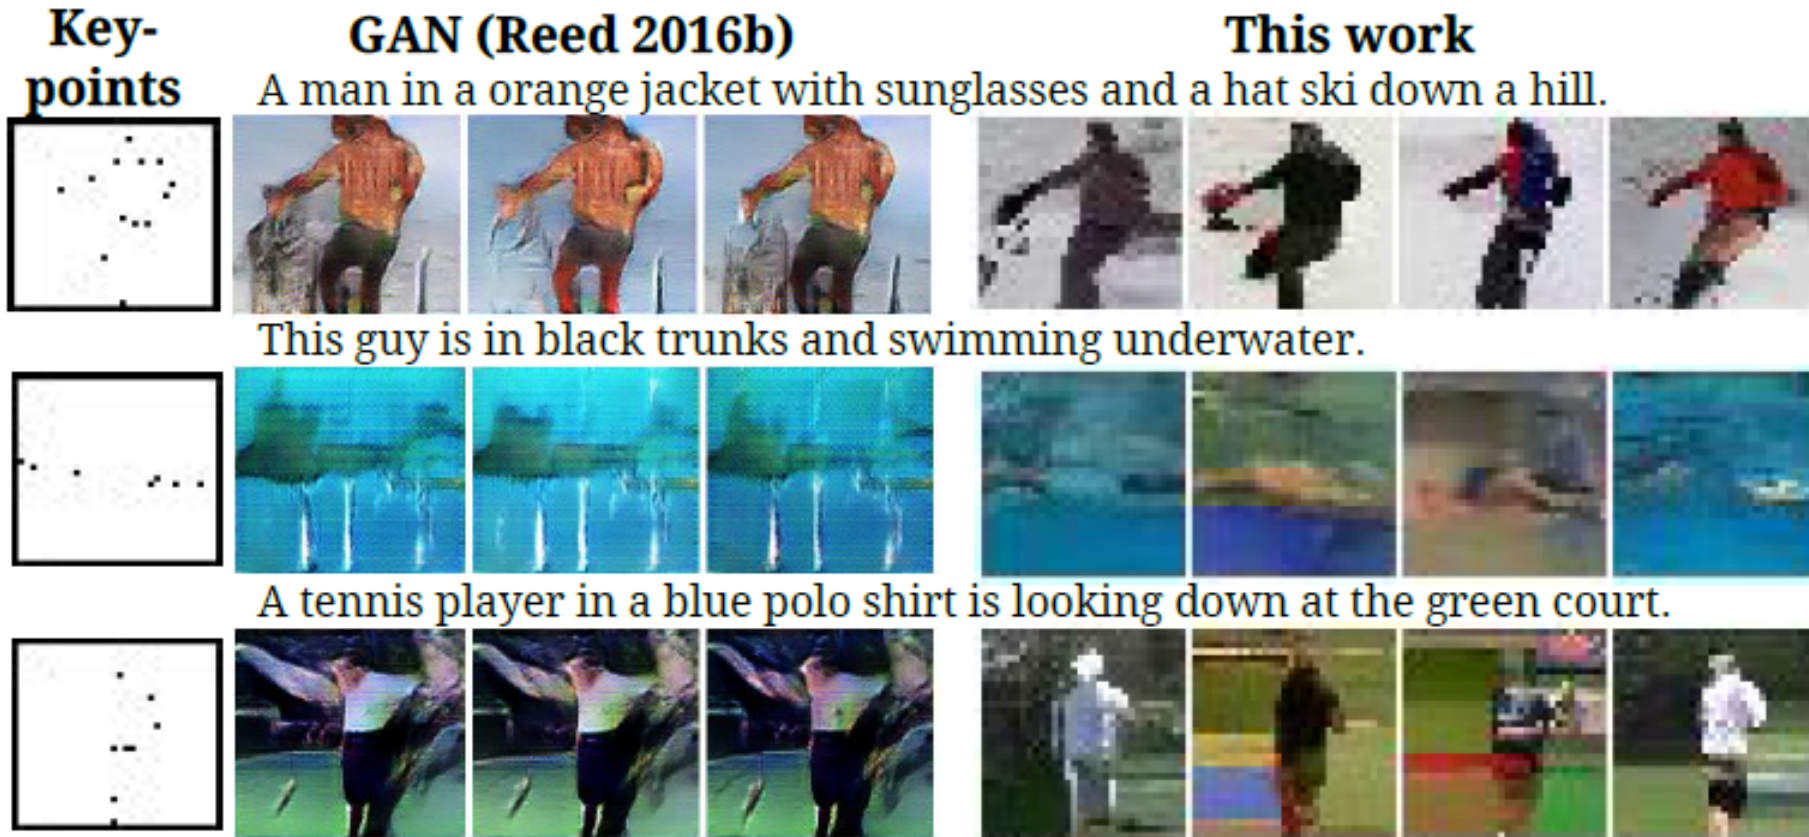 Key-
points
GAN (Reed 2016b)
This work
A man in a orange jacket with sunglasses and a hat ski down a hill.
This guy is in black trunks and swimming underwater.
A tennis player in a blue polo shirt is looking down at the green court.